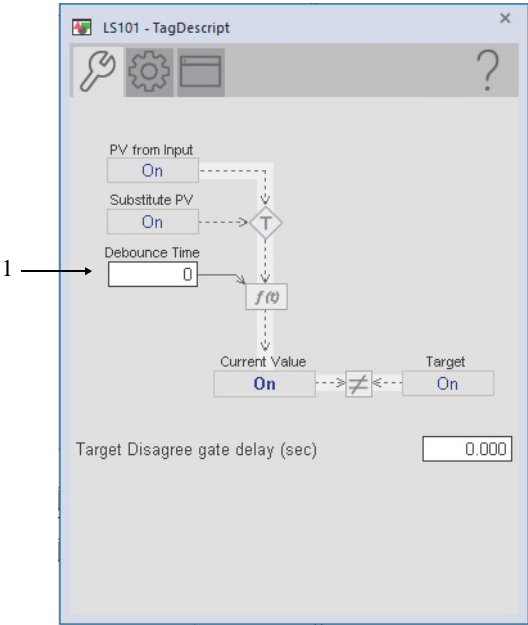 LS101 - TagDescript
×
?
PV from Input
On
Substitute PV
On
T
Debounce Time
1
0
f (t)
Current Value
Target
On
≠
On
Target Disagree gate delay (sec)
0.000